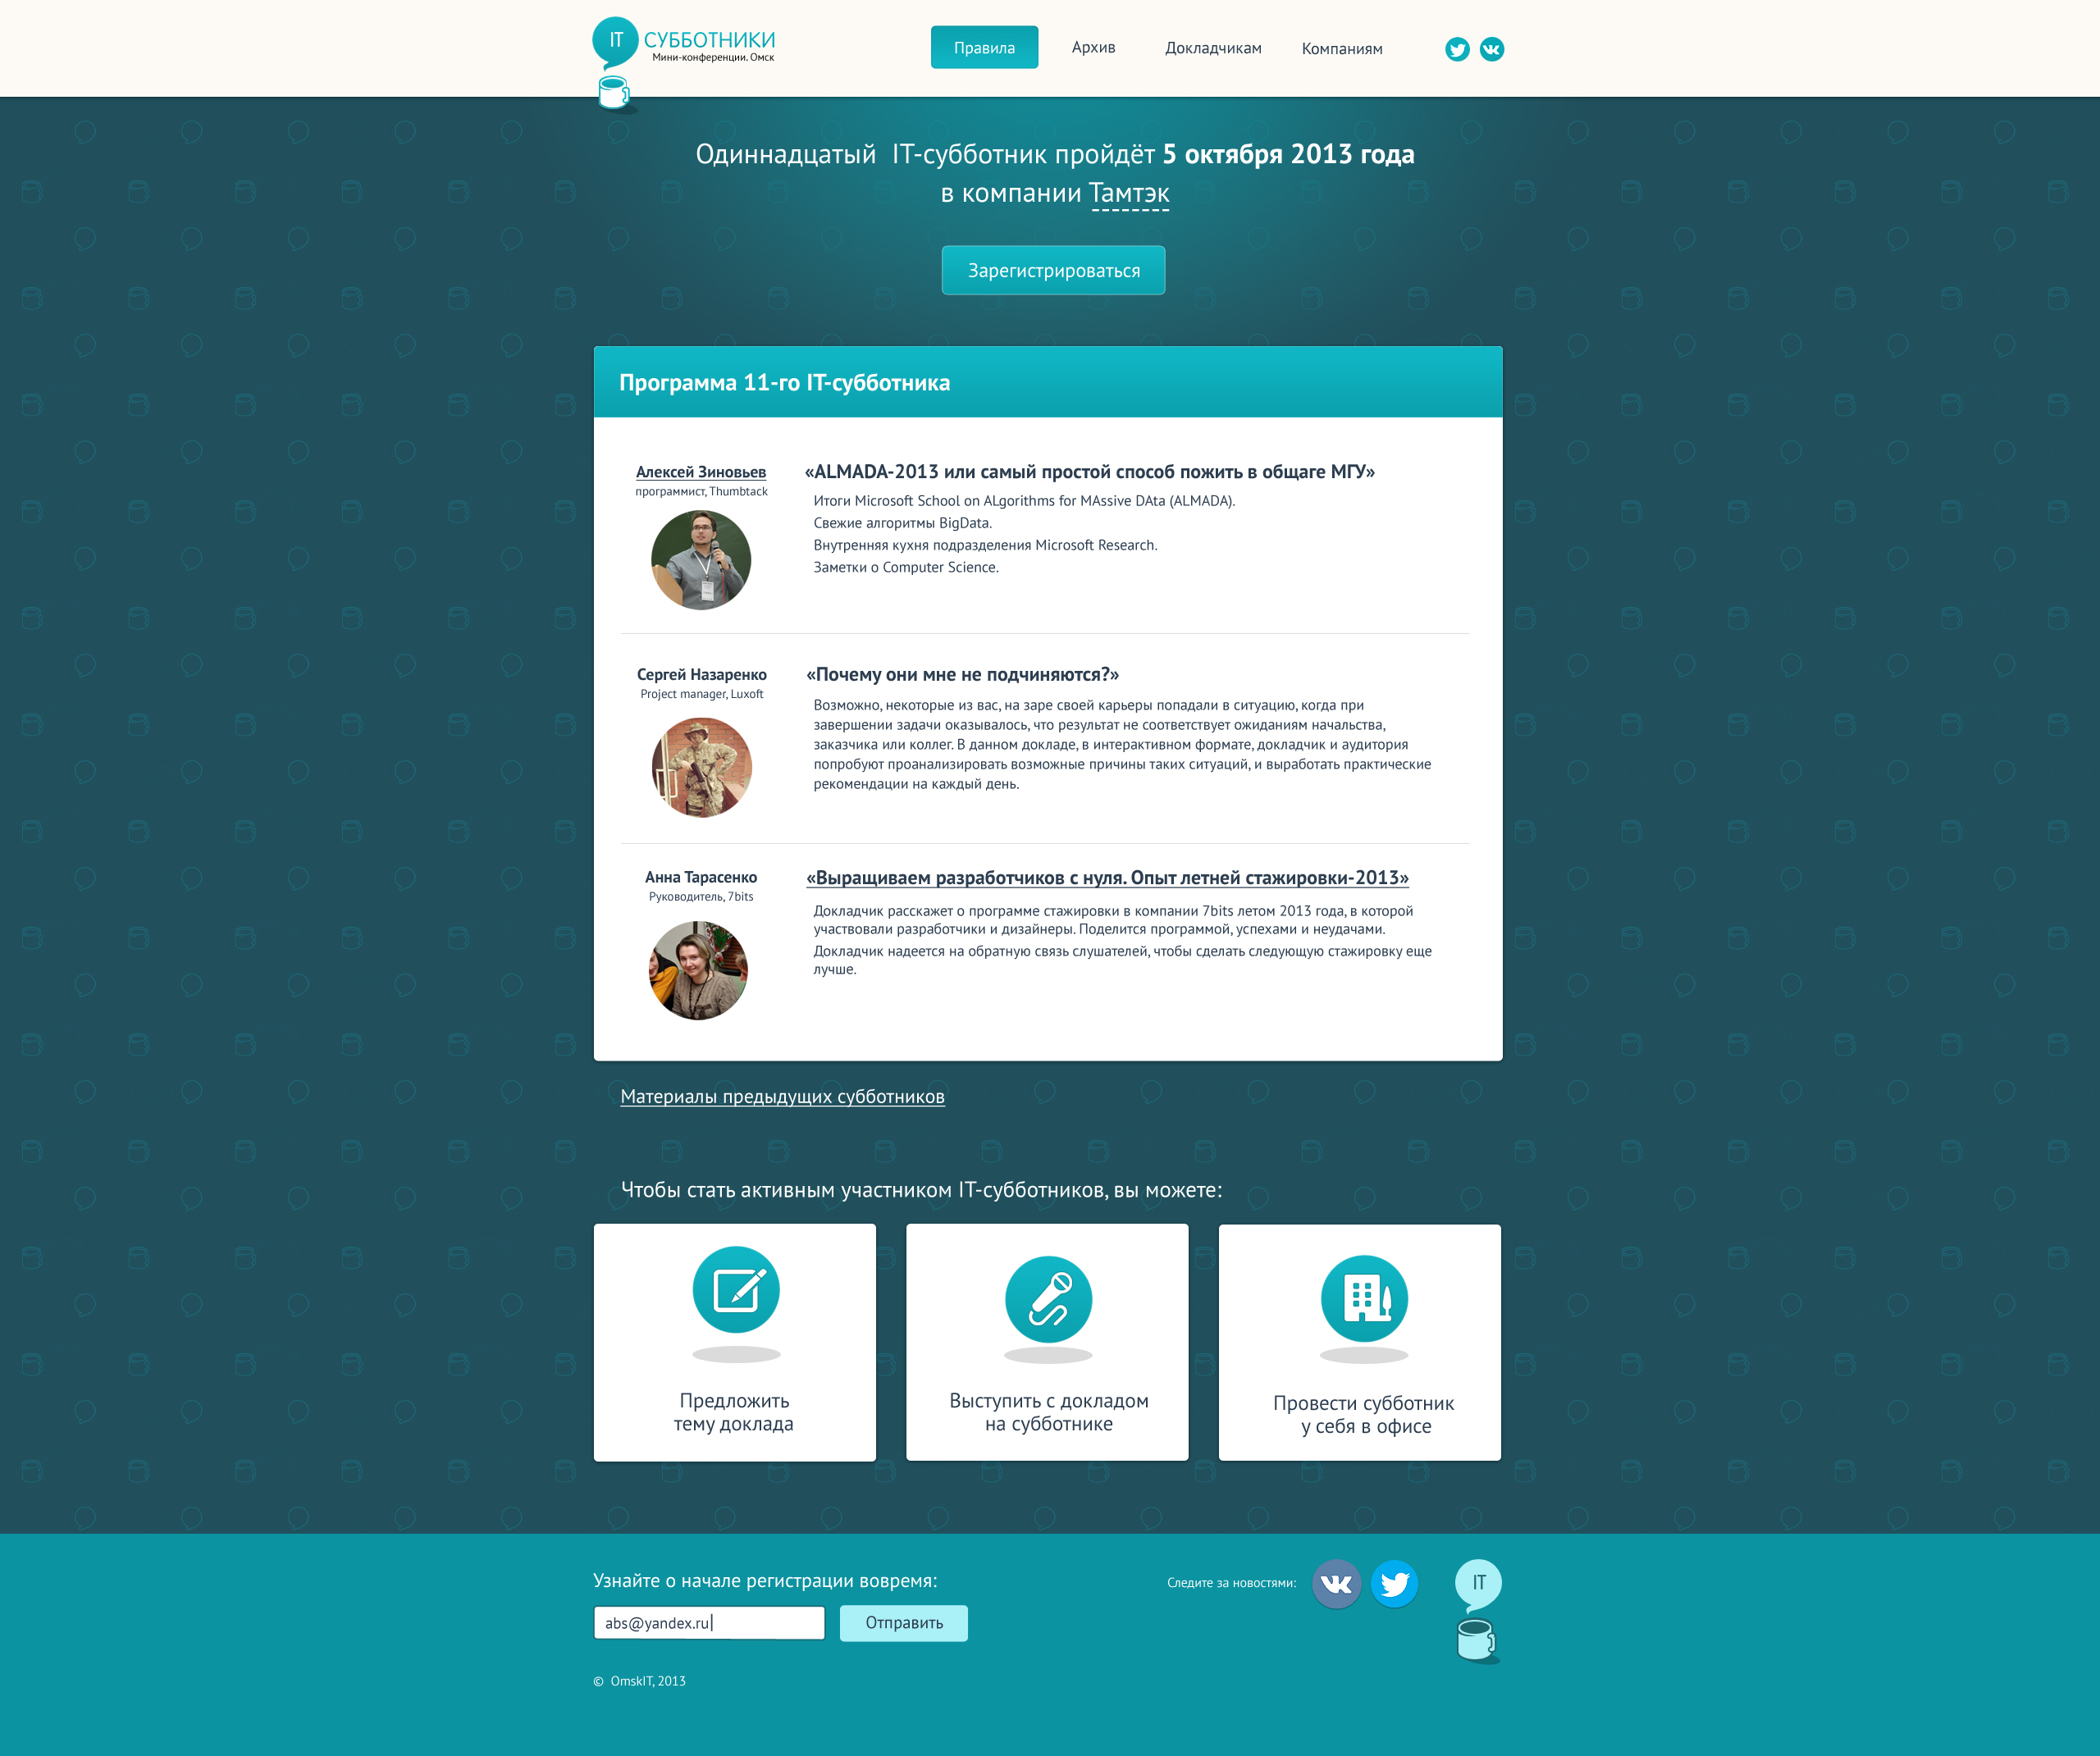 IT
СУББОТНИКИ
Мини-конференции. Омск
Правила
Архив
Докладчикам
Компаниям
Одиннадцатый IT-субботник пройдёт 5 октября 2013 года
в компании Тамтэк
Зарегистрироваться
Программа 11-го IT-субботника
Алексей Зиновьев
программист, Thumbtack
«ALMADA-2013 или самый простой способ пожить в общаге МГУ»
Итоги Microsoft School on ALgorithms for MAssive DAta (ALMADA).
Свежие алгоритмы BigData.
Внутренняя кухня подразделения Microsoft Research.
Заметки о Computer Science.
Сергей Назаренко
Project manager, Luxoft
«Почему они мне не подчиняются?»
Возможно, некоторые из вас, на заре своей карьеры попадали в ситуацию, когда при
завершении задачи оказывалось, что результат не соответствует ожиданиям начальства,
заказчика или коллег. В данном докладе, в интерактивном формате, докладчик и аудитория
попробуют проанализировать возможные причины таких ситуаций, и выработать практические
рекомендации на каждый день.
Анна Тарасенко
Руководитель, 7bits
«Выращиваем разработчиков с нуля. Опыт летней стажировки-2013»
Докладчик расскажет о программе стажировки в компании 7bits летом 2013 года, в которой
участвовали разработчики и дизайнеры. Поделится программой, успехами и неудачами.
Докладчик надеется на обратную связь слушателей, чтобы сделать следующую стажировку еще
лучше.
Материалы предыдущих субботников
Чтобы стать активным участником IT-субботников, вы можете:
Предложить
тему доклада
Выступить с докладом
на субботнике
Провести субботник
у себя в офисе
Узнайте о начале регистрации вовремя:
abs@yandex.ru
Отправить
Следите за новостями:
IT
© OmskIT, 2013